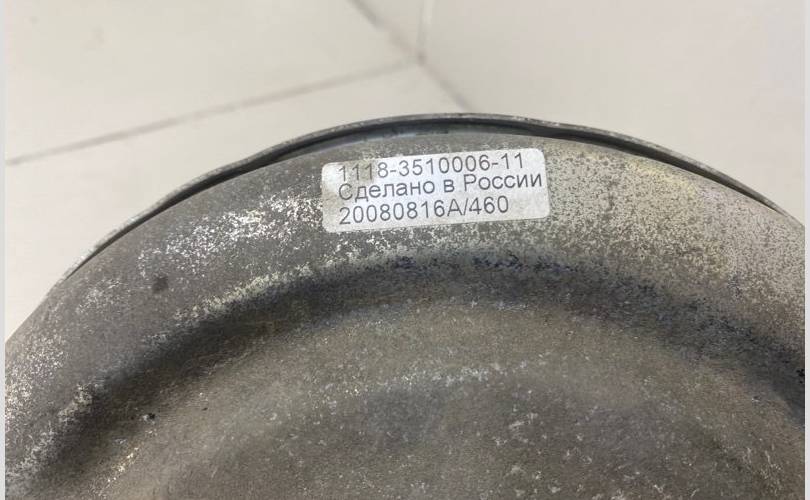 1118-3510006-11
Сделано в России
20080816A/460